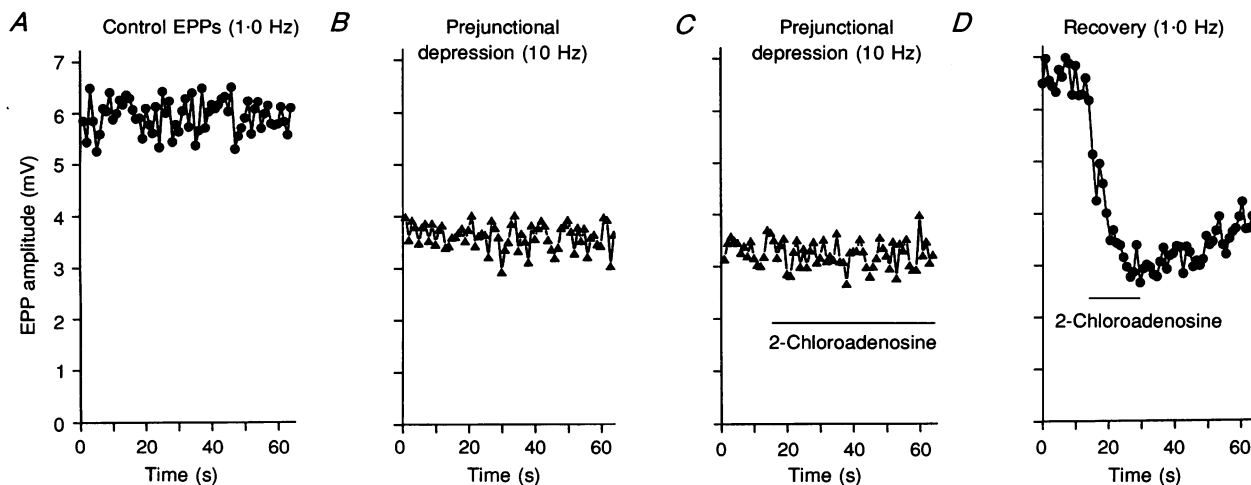 A
Control EPPs (1·0 Hz)
B
Prejunctional
depression (10 Hz)
C
Prejunctional
depression (10 Hz)
D
Recovery (1·0 Hz)
EPP amplitude (mV)
7
6
5
4
3
2
1
0
2-Chloroadenosine
2-Chloroadenosine
0 20 40 60
0 20 40 60
0 20 40 60
0 20 40 60
Time (s)
Time (s)
Time (s)
Time (s)